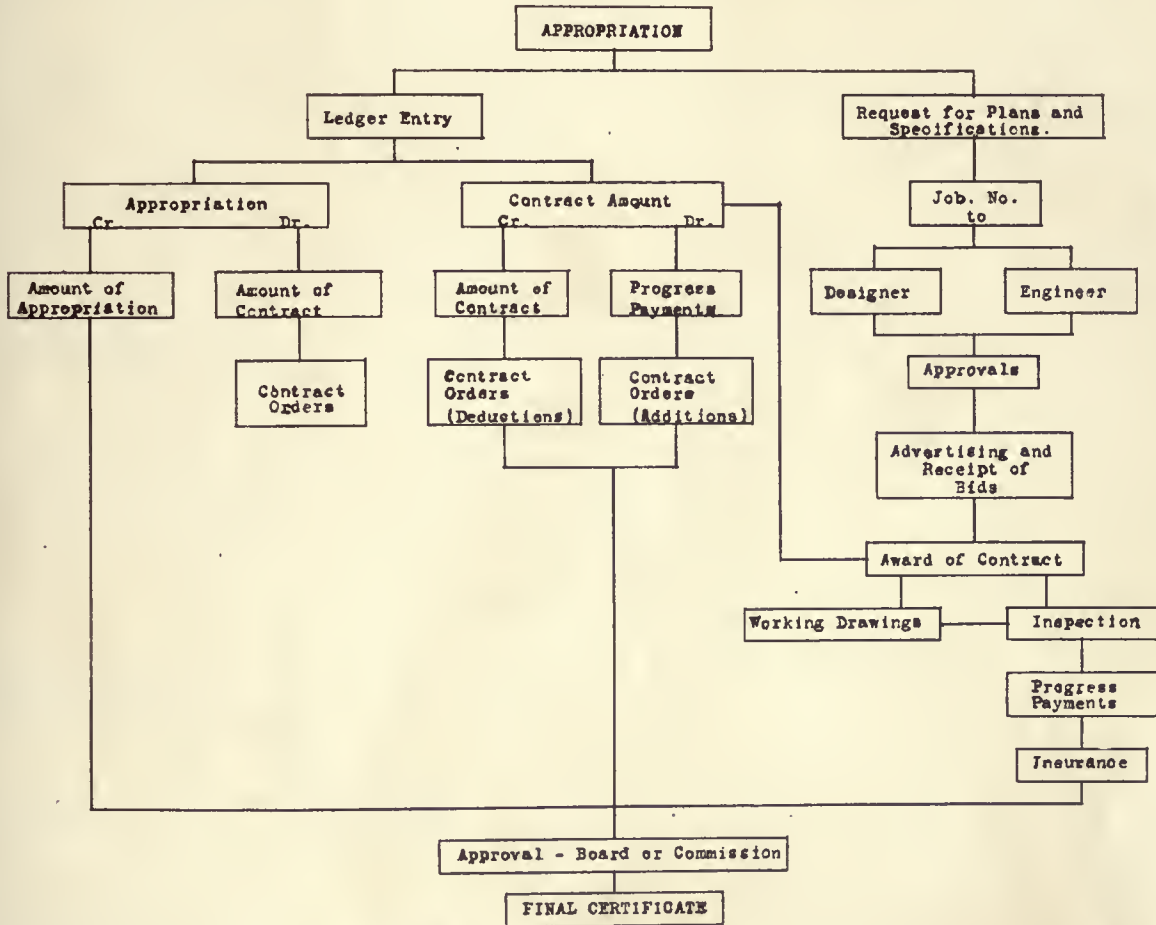 APPROPRIATION
Ledger Entry
Request for Plans and
Specifications.
Appropriation
Cr. Dr.
Contract Amount
Cr. Dr.
Job. No.
to
Amount of
Appropriation
Amount of
Contract
Amount of
Contract
Progress
Payments
Designer
Engineer
Contract
Orders
Contract
Orders
(Deductions)
Contract
Orders
(Additions)
Approvals
Advertising and
Receipt of
Bids
Award of Contract
Working Drawings
Inspection
Progress
Payments
Insurance
Approval - Board or Commission
FINAL CERTIFICATE